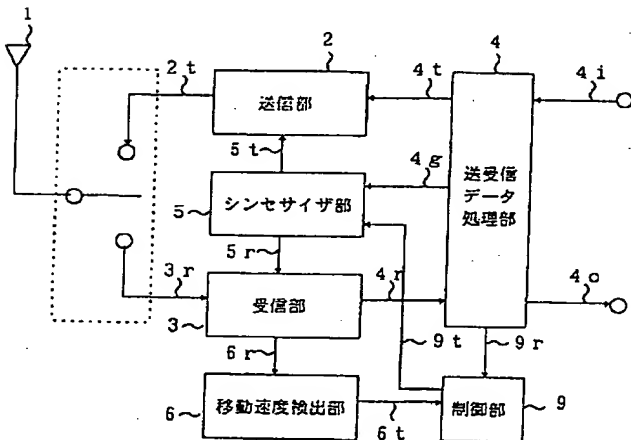 1
2
4
2 t
4 t
4 i
送信部
5 t
4 g
送受信
データ
処理部
シンセサイザ部
5
5 r
3 r
4 r
4 o
受信部
3
6 r
9 t
9 r
移動速度検出部
制御部
6
6 t
9